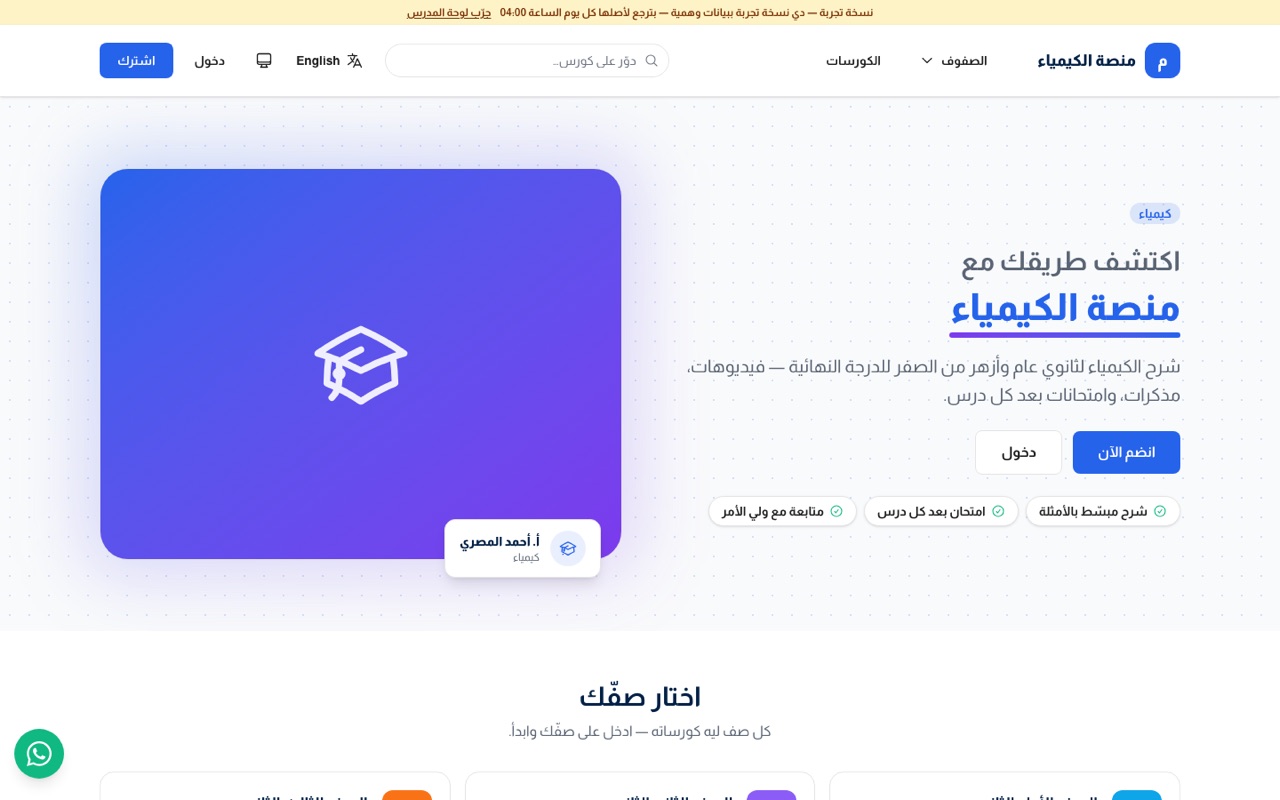 نسخة تجربة — دي نسخة تجربة ببيانات وهمية — بترجع لأصلها كل يوم الساعة 04:00 جرّب لوحة المدرس
م منصة الكيمياء الصفوف الكورسات دوّر على كورس... English دخول اشترك
كيمياء
اكتشف طريقك مع
منصة الكيمياء
شرح الكيمياء لثانوي عام وأزهر من الصفر للدرجة النهائية — فيديوهات،
مذكرات، وامتحانات بعد كل درس.
انضم الآن دخول
شرح مبسّط بالأمثلة امتحان بعد كل درس متابعة مع ولي الأمر
أ. أحمد المصري
كيمياء
اختار صفّك
كل صف ليه كورساته — ادخل على صفّك وابدأ.